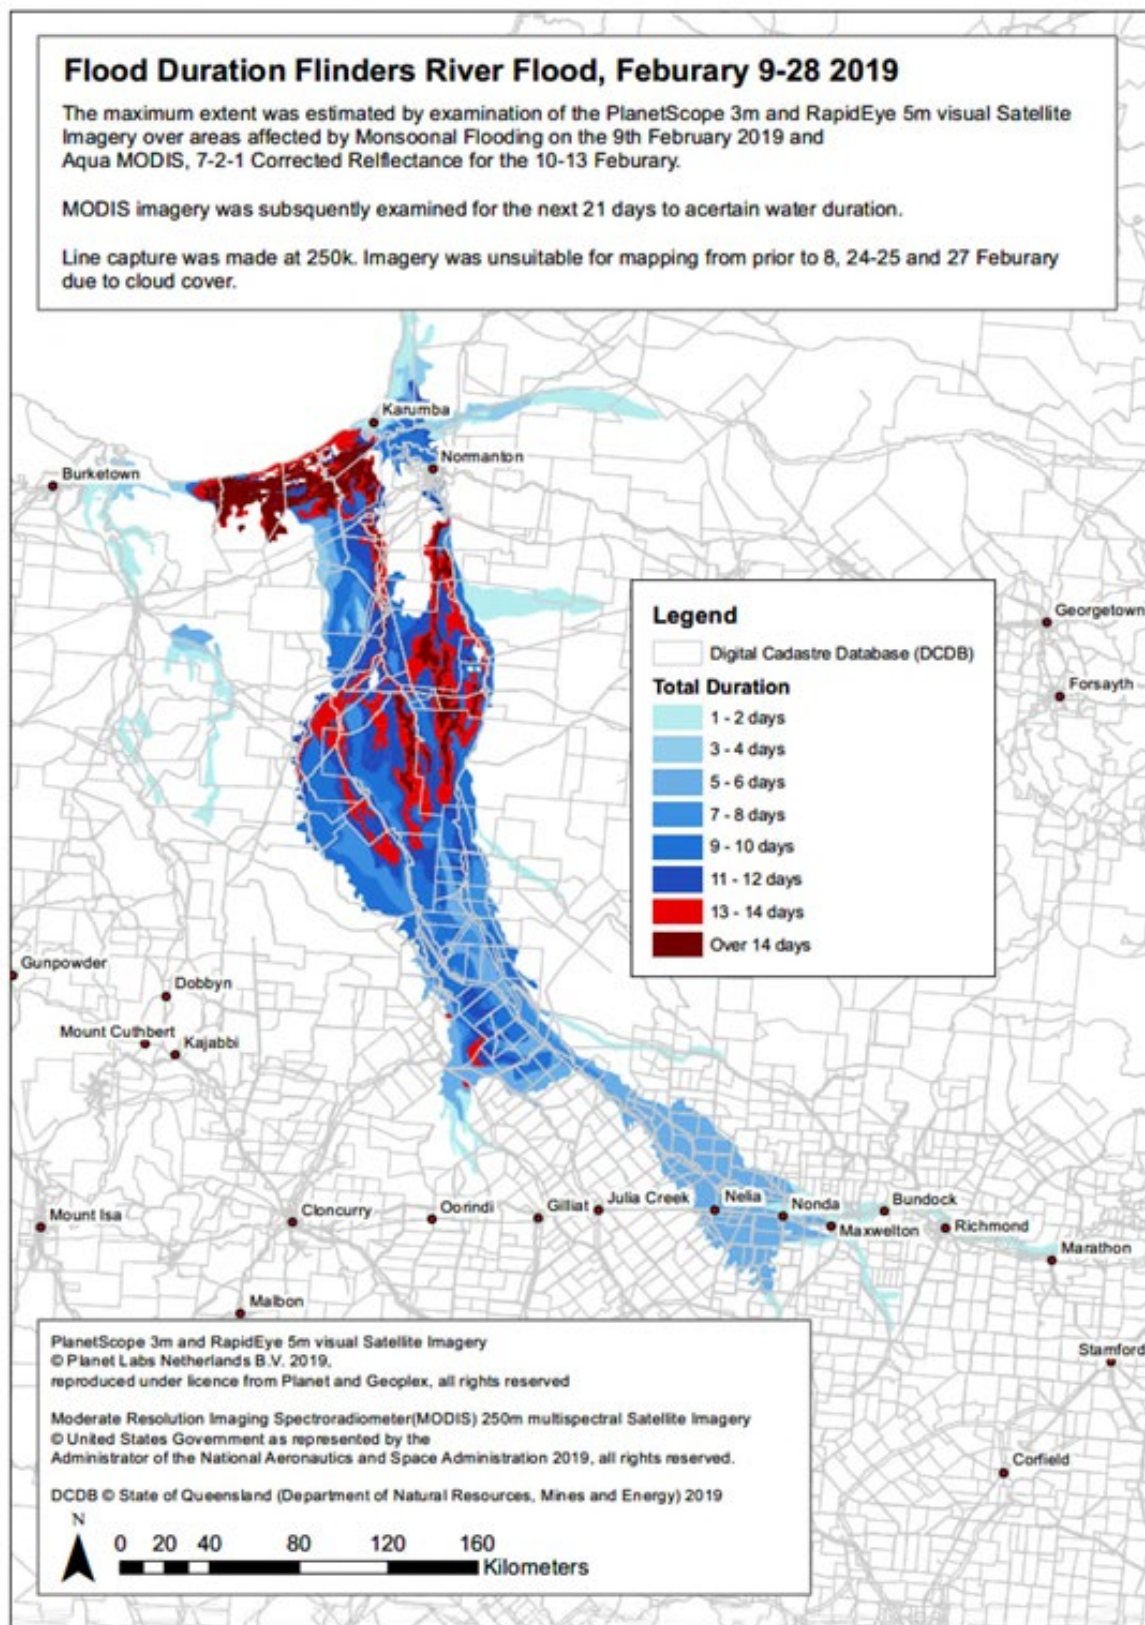 Flood Duration Flinders River Flood, Feburary 9-28 2019
The maximum extent was estimated by examination of the PlanetScope 3m and RapidEye 5m visual Satellite
Imagery over areas affected by Monsoonal Flooding on the 9th February 2019 and
Aqua MODIS, 7-2-1 Corrected Relflectance for the 10-13 Feburary.
MODIS imagery was subsquently examined for the next 21 days to acertain water duration.
Line capture was made at 250k. Imagery was unsuitable for mapping from prior to 8, 24-25 and 27 Feburary
due to cloud cover.
Karumba
Normanton
Burketown
Legend
Digital Cadastre Database (DCDB)
Total Duration
1 - 2 days
3 - 4 days
5 - 6 days
7 - 8 days
9 - 10 days
11 - 12 days
13 - 14 days
Over 14 days
Georgetown
Forsayth
Gunpowder
Dobbyn
Mount Cuthbert
Kajabbi
Mount Isa
Cloncurry
Oorindi
Gilliat
Julia Creek
Nelia
Nonda
Bundock
Maxwelton
Richmond
Marathon
Malbon
Stamford
Corfield
PlanetScope 3m and RapidEye 5m visual Satellite Imagery
© Planet Labs Netherlands B.V. 2019,
reproduced under licence from Planet and Geoplex, all rights reserved
Moderate Resolution Imaging Spectroradiometer(MODIS) 250m multispectral Satellite Imagery
© United States Government as represented by the
Administrator of the National Aeronautics and Space Administration 2019, all rights reserved.
DCDB © State of Queensland (Department of Natural Resources, Mines and Energy) 2019
N
0 20 40 80 120 160
Kilometers